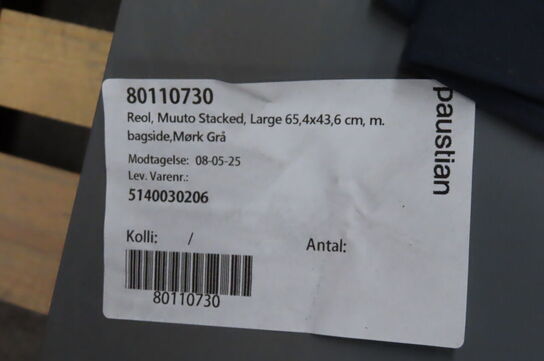 80110730
Reol, Muuto Stacked, Large 65,4x43,6 cm, m.
bagside,Mørk Grå
Modtagelse: 08-05-25
Lev. Varenr.:
5140030206
Kolli: /
Antal:
80110730
paustian